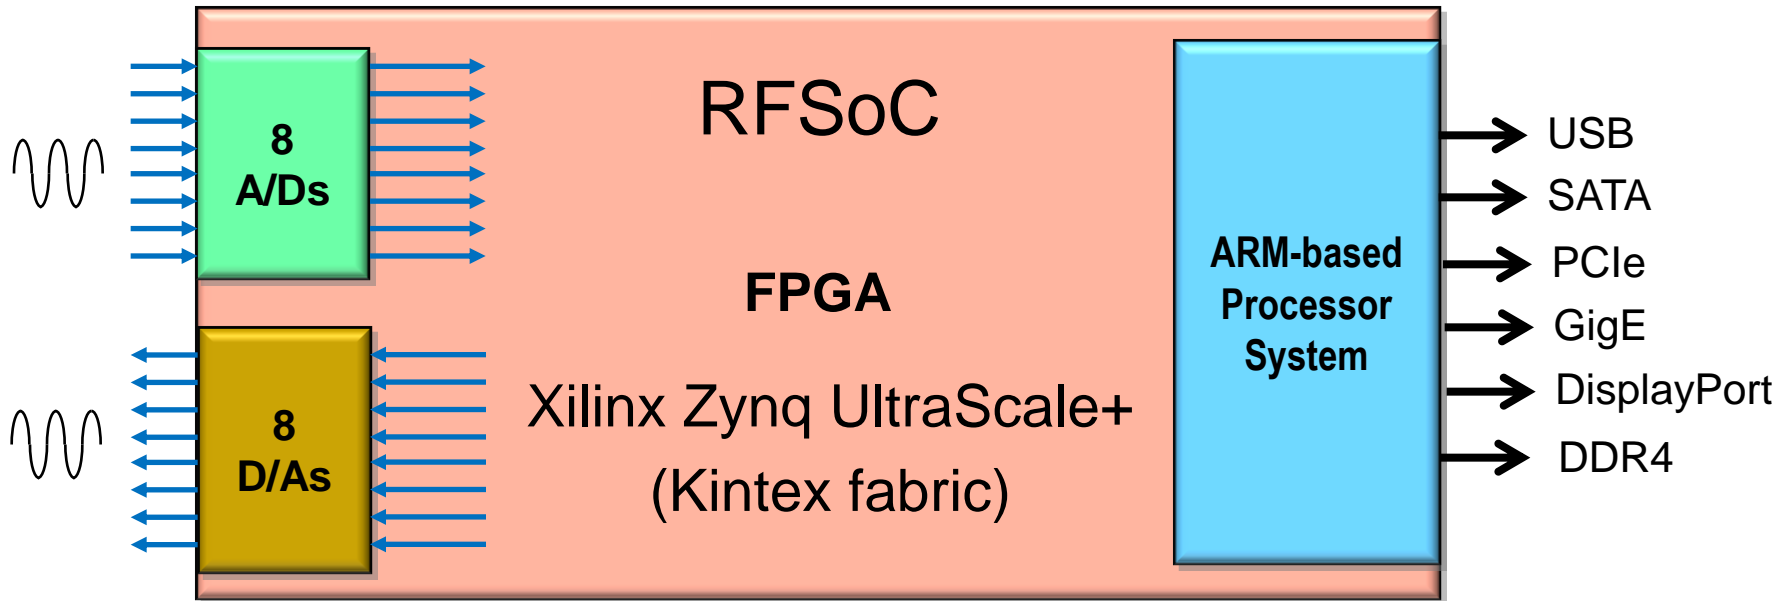 RFSoC
8
A/Ds
FPGA
8
D/As
Xilinx Zynq UltraScale+
(Kintex fabric)
ARM-based
Processor
System
USB
SATA
PCIe
GigE
DisplayPort
DDR4